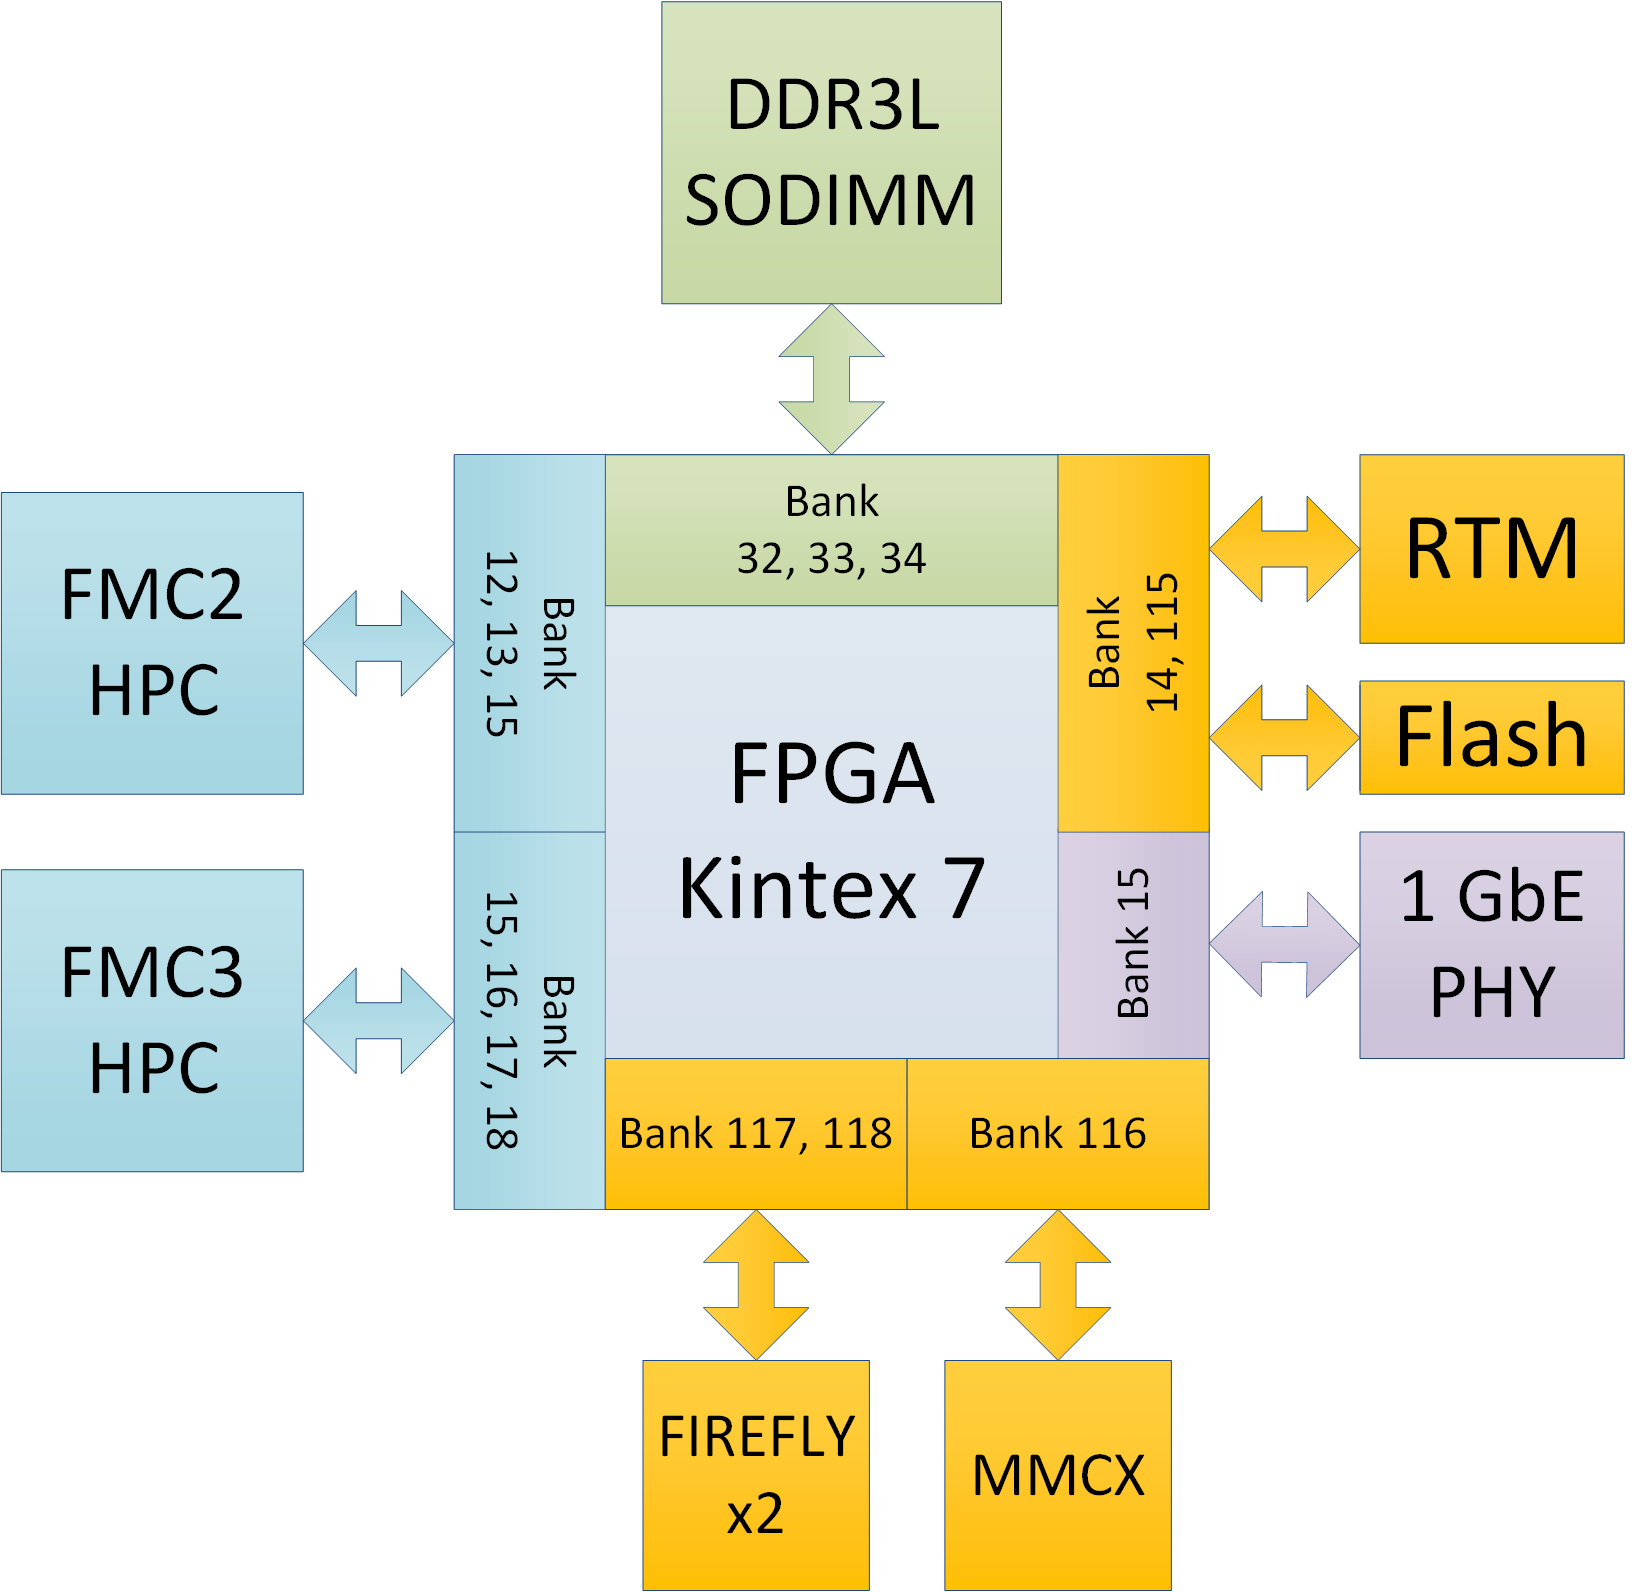 DDR3L
SODIMM
Bank
32, 33, 34
FMC2
HPC
Bank
12, 13, 15
Bank
14, 115
RTM
Flash
FPGA
Kintex 7
FMC3
HPC
Bank
15, 16, 17, 18
Bank 15
1 GbE
PHY
Bank 117, 118
Bank 116
FIREFLY
x2
MMCX